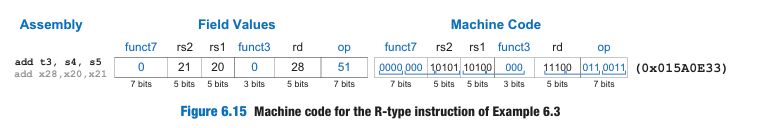 Assembly Field Values Machine Code
funct7 rs2 rs1 funct3 rd op funct7 rs2 rs1 funct3 rd op
add t3, s4, s5
add x28,x20,x21
0 21 20 0 28 51 0000 000 10101 10100 000 11100 011 0011 (0x015A0E33)
7 bits 5 bits 5 bits 3 bits 5 bits 7 bits 7 bits 5 bits 5 bits 3 bits 5 bits 7 bits
Figure 6.15 Machine code for the R-type instruction of Example 6.3